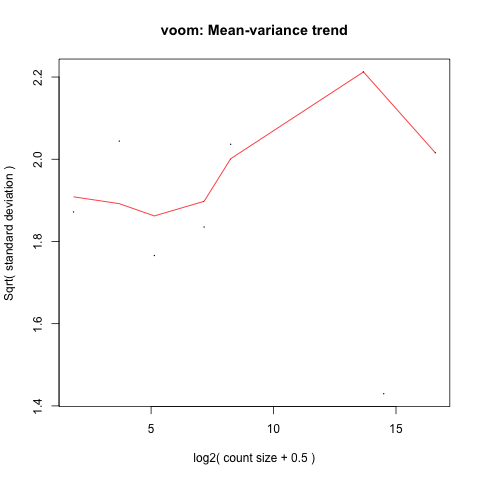 voom: Mean-variance trend
Sqrt( standard deviation )
2.2
2.0
1.8
1.6
1.4
5
10
15
log2( count size + 0.5 )